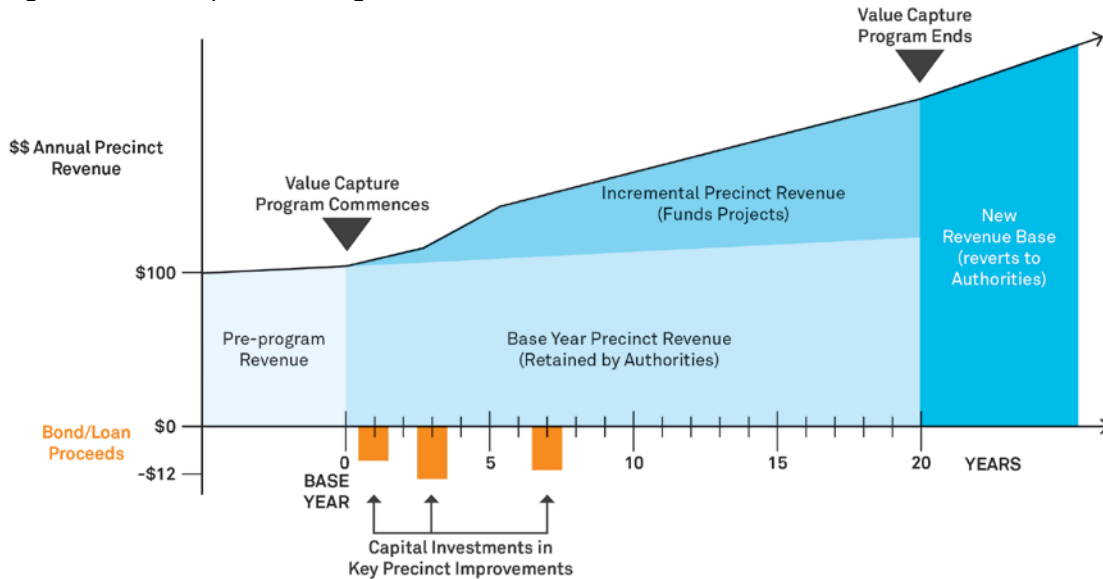 Value Capture
Program Ends
$$ Annual Precinct
Revenue
Value Capture
Program Commences
Incremental Precinct Revenue
(Funds Projects)
New
Revenue Base
(reverts to
Authorities)
$100
Pre-program
Revenue
Base Year Precinct Revenue
(Retained by Authorities)
Bond/Loan
Proceeds
$0
-$12
0
5
10
15
20
YEARS
BASE
YEAR
Capital Investments in
Key Precinct Improvements